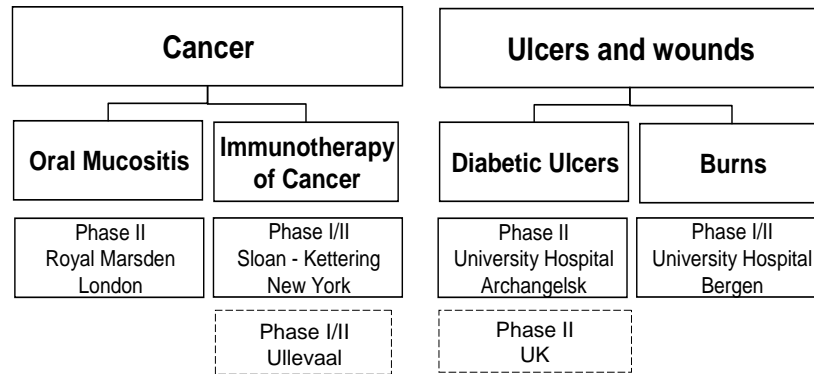 Cancer
Ulcers and wounds
Oral Mucositis
Immunotherapy
of Cancer
Diabetic Ulcers
Burns
Phase II
Royal Marsden
London
Phase I/II
Sloan - Kettering
New York
Phase II
University Hospital
Archangelsk
Phase I/II
University Hospital
Bergen
Phase I/II
Ullevaal
Phase II
UK